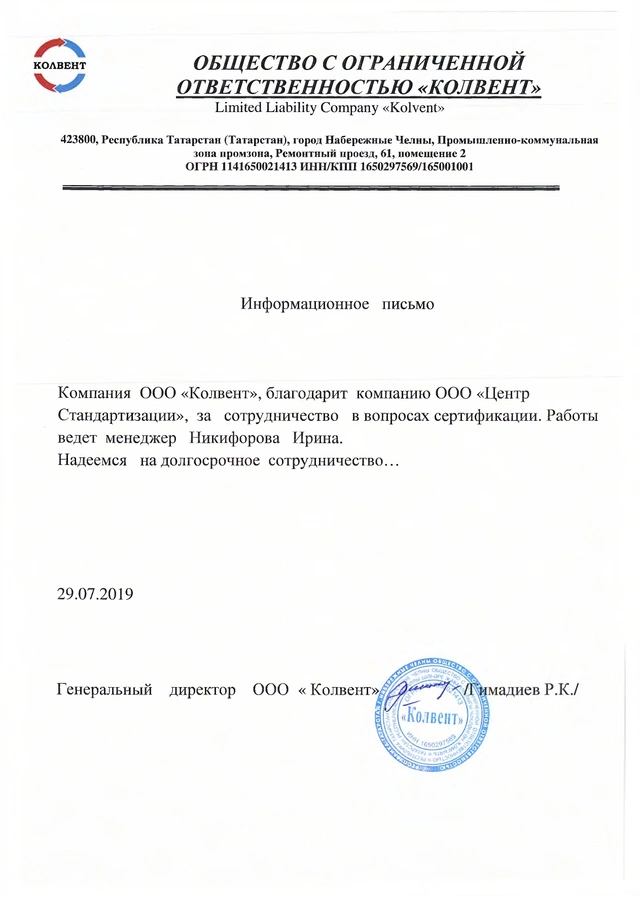 КОЛВЕНТ
ОБЩЕСТВО С ОГРАНИЧЕННОЙ
ОТВЕТСТВЕННОСТЬЮ «КОЛВЕНТ»
Limited Liability Company «Kolvent»
423800, Республика Татарстан (Татарстан), город Набережные Челны, Промышленно-коммунальная
зона промзона, Ремонтный проезд, 61, помещение 2
ОГРН 1141650021413 ИНН/КПП 1650297569/165001001
Информационное письмо
Компания ООО «Колвент», благодарит компанию ООО «Центр
Стандартизации», за сотрудничество в вопросах сертификации. Работы
ведет менеджер Никифорова Ирина.
Надеемся на долгосрочное сотрудничество…
29.07.2019
Генеральный директор ООО « Колвент» /Гимадиев Р.К./
«Колвент»
ИНН 1650297569